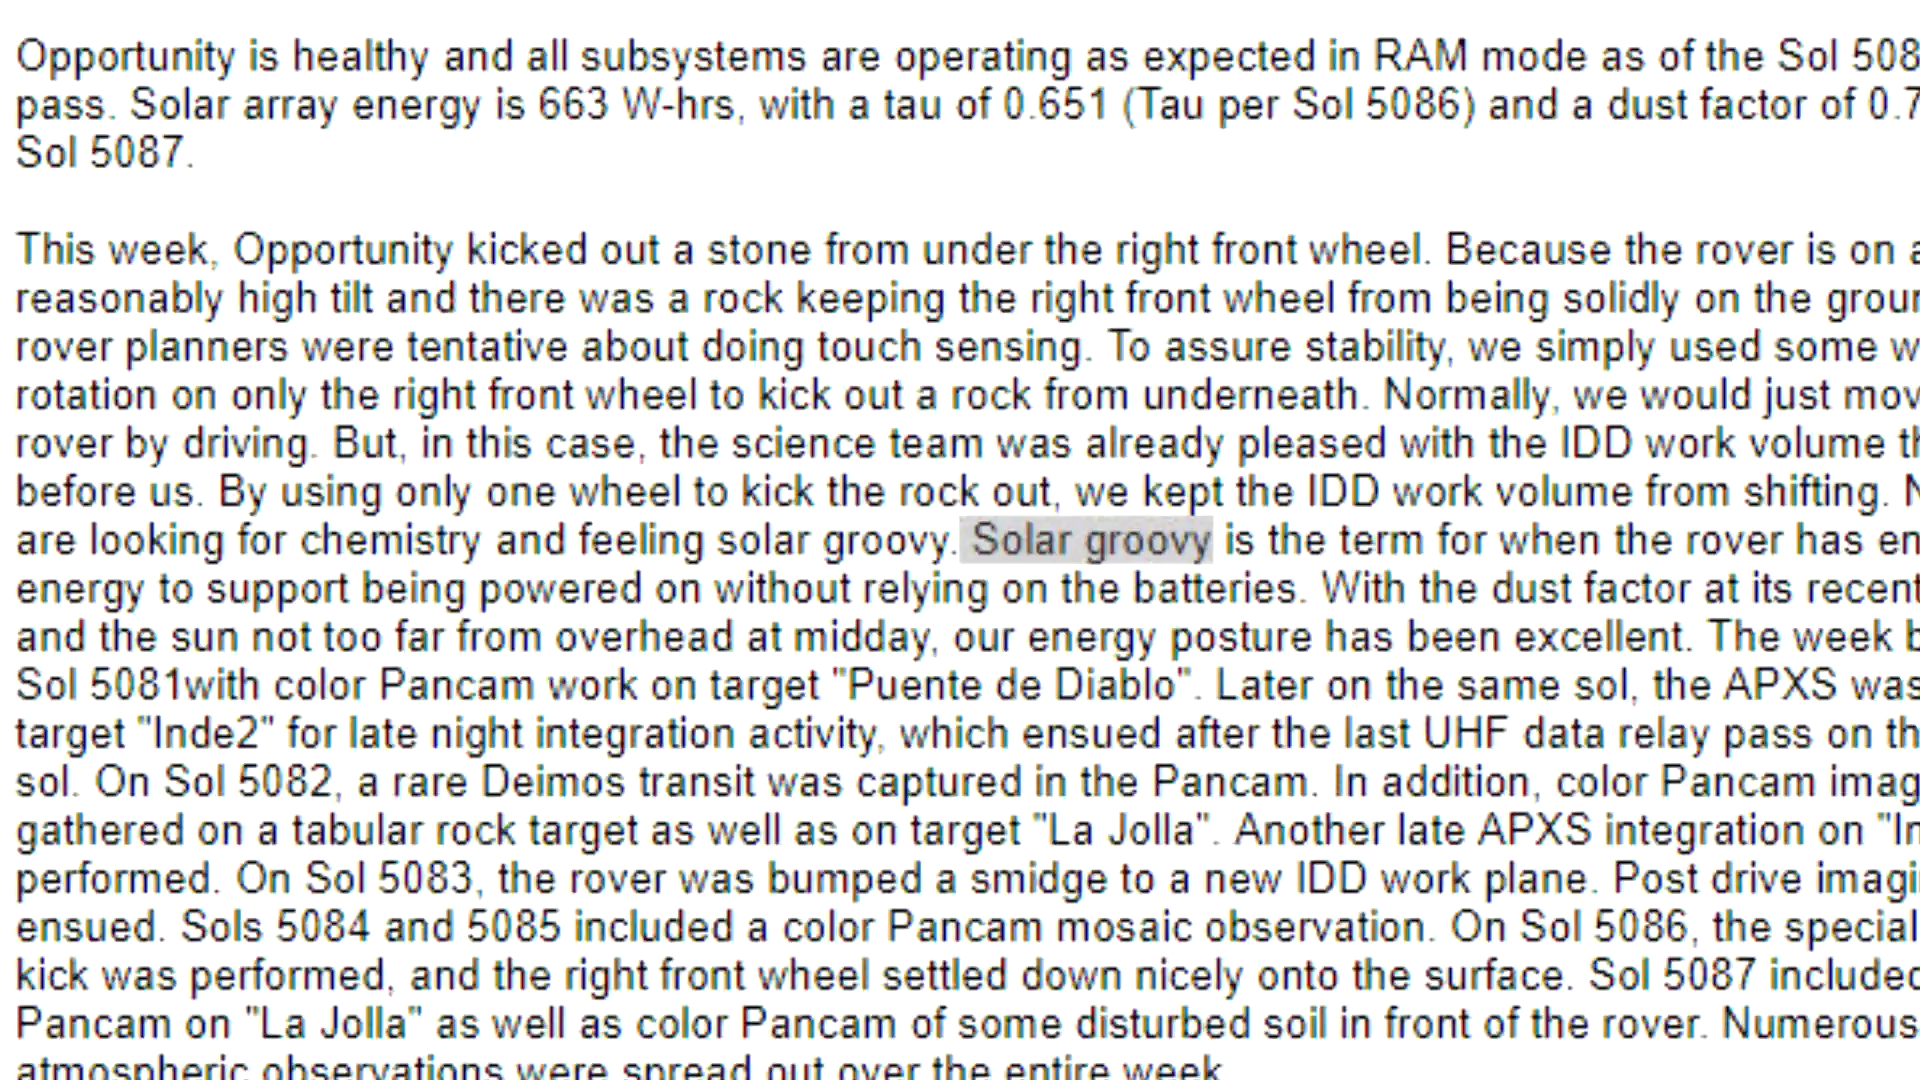 Opportunity is healthy and all subsystems are operating as expected in RAM mode as of the Sol 508
pass. Solar array energy is 663 W-hrs, with a tau of 0.651 (Tau per Sol 5086) and a dust factor of 0.7
Sol 5087.
This week, Opportunity kicked out a stone from under the right front wheel. Because the rover is on a
reasonably high tilt and there was a rock keeping the right front wheel from being solidly on the
rover planners were tentative about doing touch sensing. To assure stability, we simply used some
rotation on only the right front wheel to kick out a rock from underneath. Normally, we would just
rover by driving. But, in this case, the science team was already pleased with the IDD work volume
before us. By using only one wheel to kick the rock out, we kept the IDD work volume from shifting.
are looking for chemistry and feeling solar groovy. Solar groovy is the term for when the rover has
energy to support being powered on without relying on the batteries. With the dust factor at its recent
and the sun not too far from overhead at midday, our energy posture has been excellent. The week
Sol 5081with color Pancam work on target "Puente de Diablo". Later on the same sol, the APXS was
target "Inde2" for late night integration activity, which ensued after the last UHF data relay pass on
sol. On Sol 5082, a rare Deimos transit was captured in the Pancam. In addition, color Pancam
gathered on a tabular rock target as well as on target "La Jolla". Another late APXS integration on
performed. On Sol 5083, the rover was bumped a smidge to a new IDD work plane. Post drive
ensued. Sols 5084 and 5085 included a color Pancam mosaic observation. On Sol 5086, the special
kick was performed, and the right front wheel settled down nicely onto the surface. Sol 5087 included
Pancam on "La Jolla" as well as color Pancam of some disturbed soil in front of the rover. Numerous
atmospheric observations were spread out over the entire week